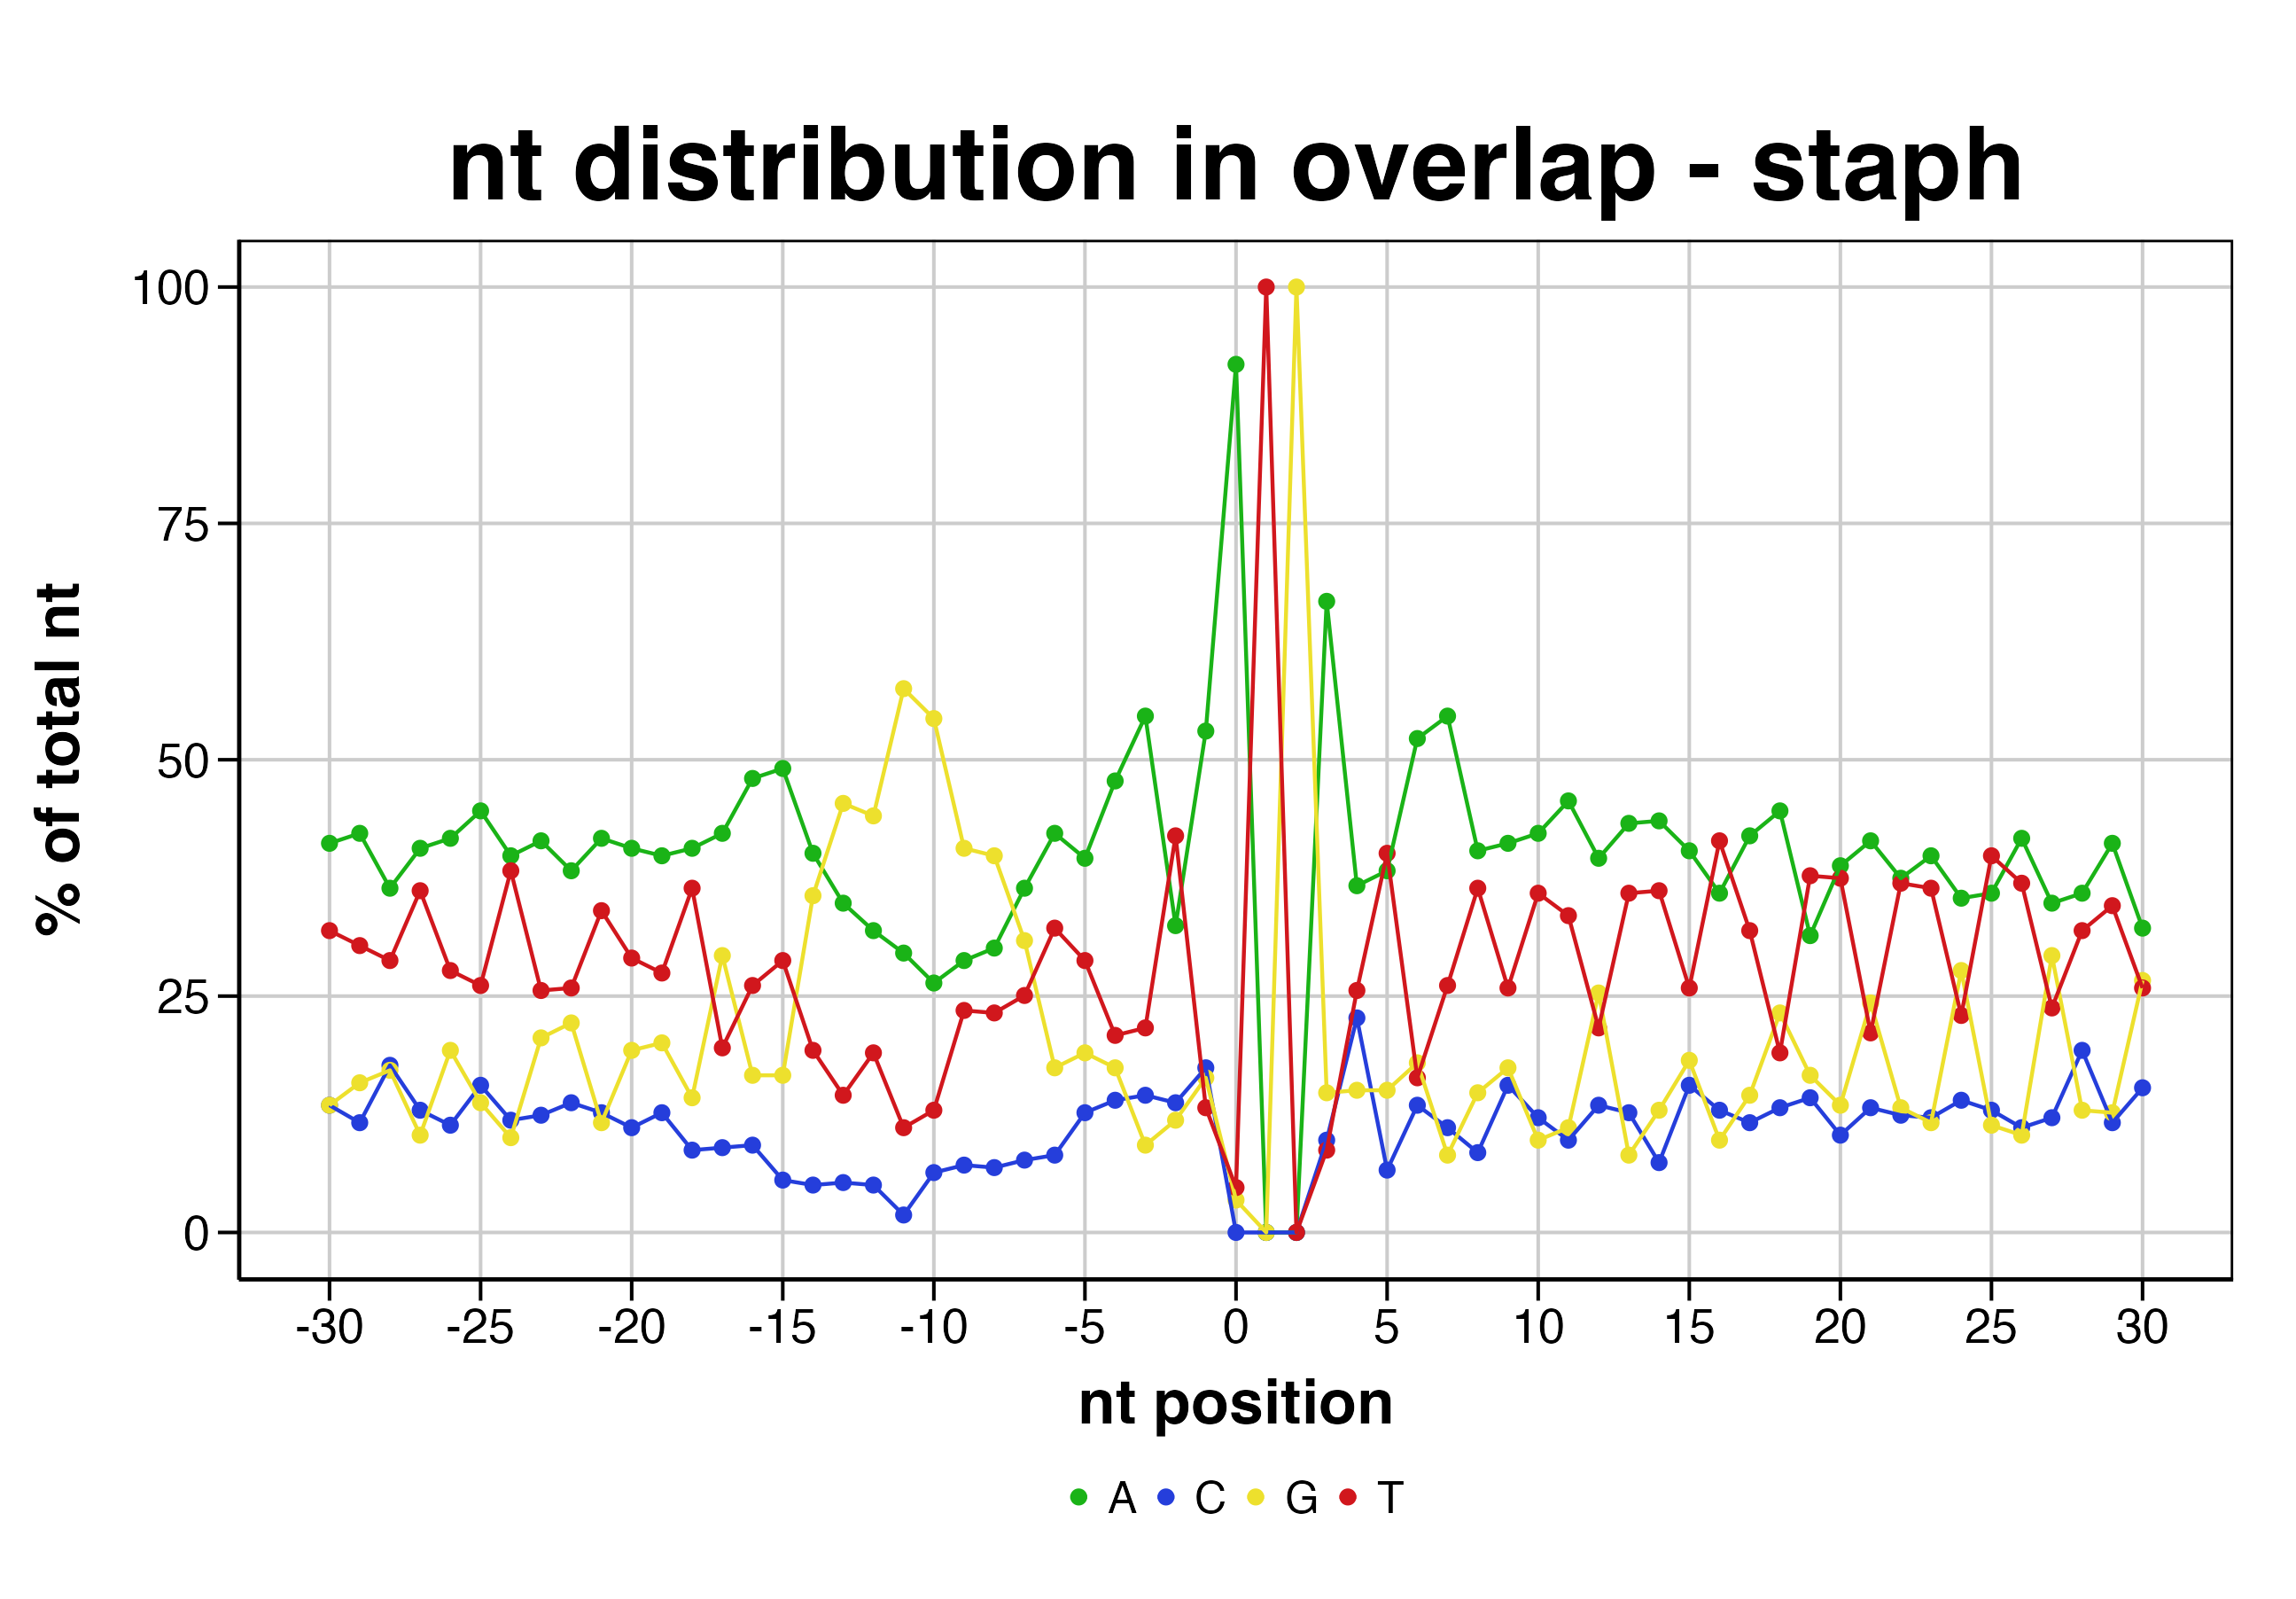 nt distribution in overlap - staph
% of total nt
100
75
50
25
0
-30 -25 -20 -15 -10 -5 0 5 10 15 20 25 30
nt position
A C G T